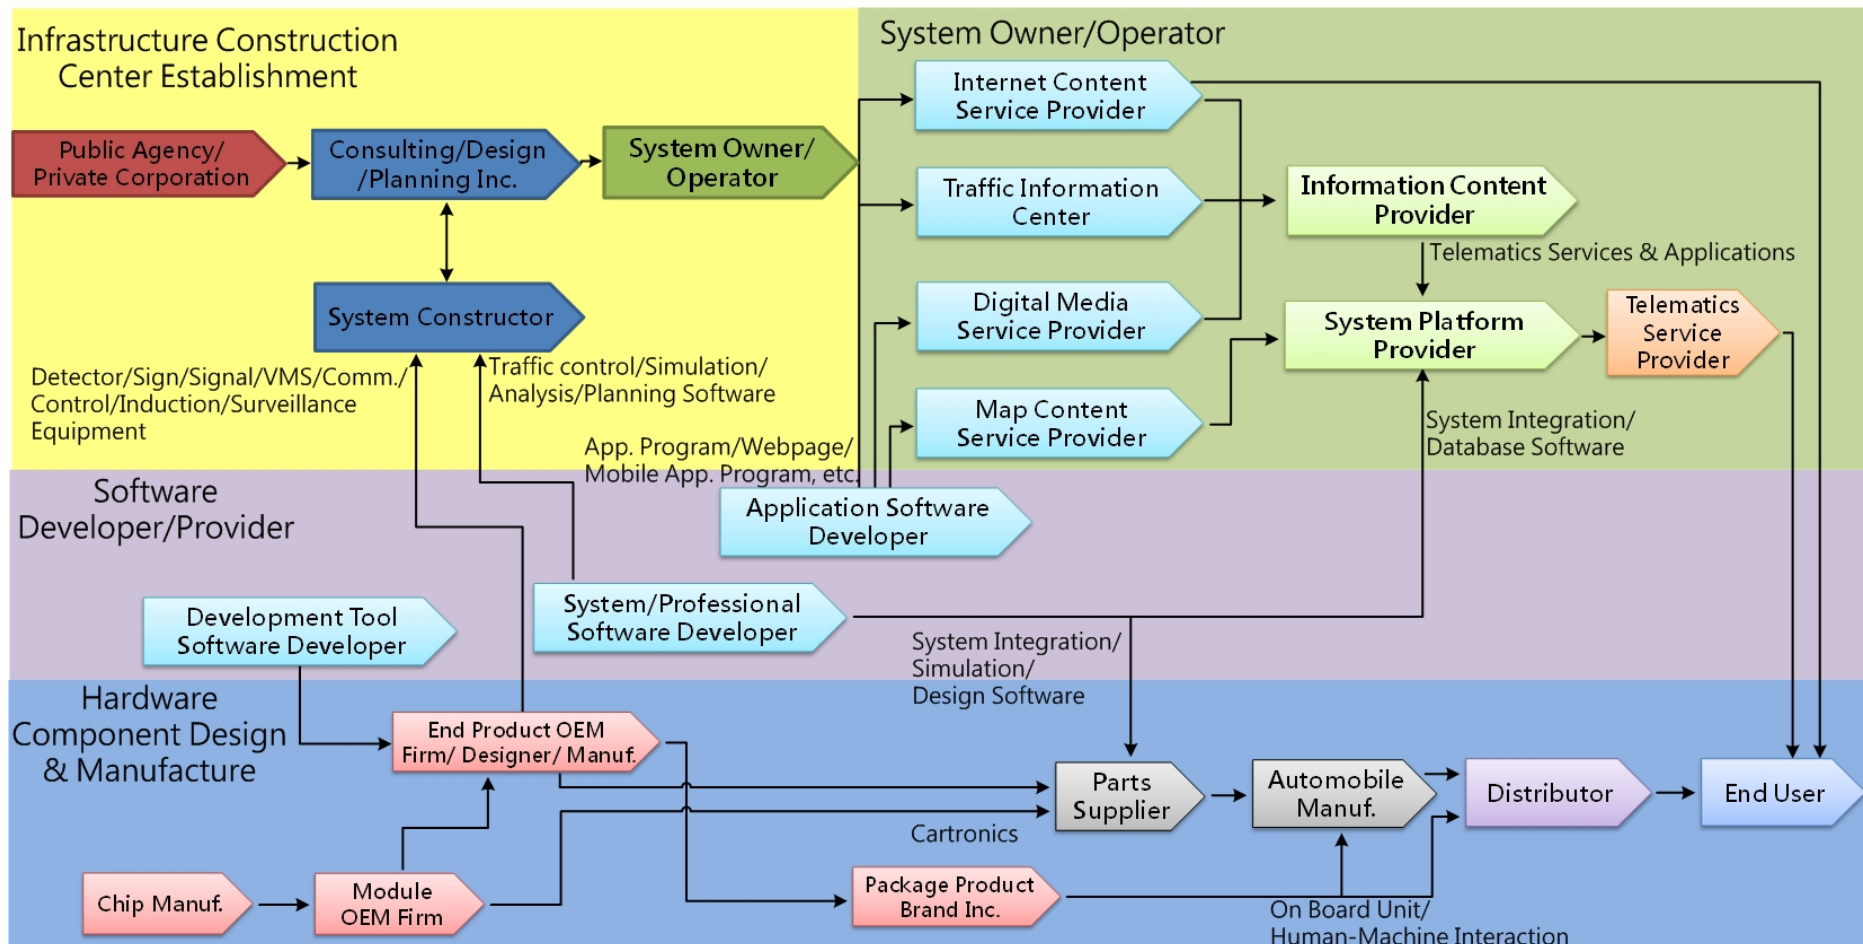 Infrastructure Construction
Center Establishment
System Owner/Operator
Public Agency/
Private Corporation
Consulting/Design
/Planning Inc.
System Owner/
Operator
System Constructor
Detector/Sign/Signal/VMS/Comm./
Control/Induction/Surveillance
Equipment
Traffic control/Simulation/
Analysis/Planning Software
Internet Content
Service Provider
Traffic Information
Center
Digital Media
Service Provider
Map Content
Service Provider
Information Content
Provider
Telematics Services & Applications
System Platform
Provider
Telematics
Service
Provider
System Integration/
Database Software
App. Program/Webpage/
Mobile App. Program, etc.
Software
Developer/Provider
Application Software
Developer
Development Tool
Software Developer
System/Professional
Software Developer
System Integration/
Simulation/
Design Software
Hardware
Component Design
& Manufacture
End Product OEM
Firm/ Designer/ Manuf.
Parts
Supplier
Automobile
Manuf.
Distributor
End User
Cartronics
Chip Manuf.
Module
OEM Firm
Package Product
Brand Inc.
On Board Unit/
Human-Machine Interaction